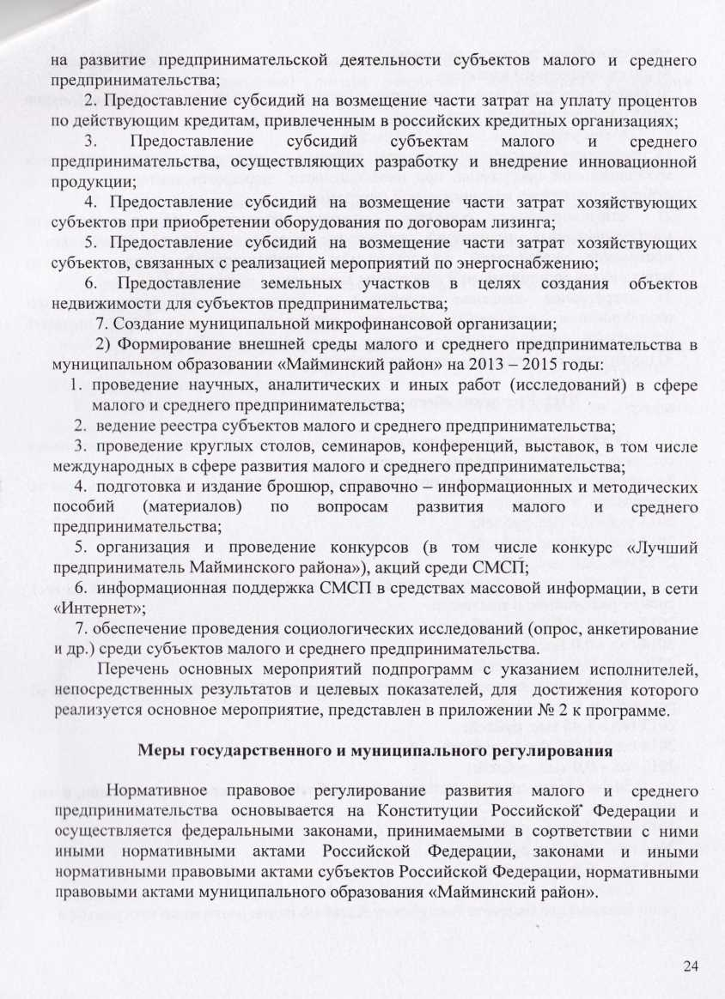 на развитие предпринимательской деятельности субъектов малого и среднего
предпринимательства;
2. Предоставление субсидий на возмещение части затрат на уплату процентов
по действующим кредитам, привлеченным в российских кредитных организациях;
3. Предоставление субсидий субъектам малого и среднего
предпринимательства, осуществляющих разработку и внедрение инновационной
продукции;
4. Предоставление субсидий на возмещение части затрат хозяйствующих
субъектов при приобретении оборудования по договорам лизинга;
5. Предоставление субсидий на возмещение части затрат хозяйствующих
субъектов, связанных с реализацией мероприятий по энергоснабжению;
6. Предоставление земельных участков в целях создания объектов
недвижимости для субъектов предпринимательства;
7. Создание муниципальной микрофинансовой организации;
2) Формирование внешней среды малого и среднего предпринимательства в
муниципальном образовании «Майминский район» на 2013 – 2015 годы:
1. проведение научных, аналитических и иных работ (исследований) в сфере
малого и среднего предпринимательства;
2. ведение реестра субъектов малого и среднего предпринимательства;
3. проведение круглых столов, семинаров, конференций, выставок, в том числе
международных в сфере развития малого и среднего предпринимательства;
4. подготовка и издание брошюр, справочно – информационных и методических
пособий (материалов) по вопросам развития малого и среднего
предпринимательства;
5. организация и проведение конкурсов (в том числе конкурс «Лучший
предприниматель Майминского района»), акций среди СМСП;
6. информационная поддержка СМСП в средствах массовой информации, в сети
«Интернет»;
7. обеспечение проведения социологических исследований (опрос, анкетирование
и др.) среди субъектов малого и среднего предпринимательства.
Перечень основных мероприятий подпрограмм с указанием исполнителей,
непосредственных результатов и целевых показателей, для достижения которого
реализуется основное мероприятие, представлен в приложении № 2 к программе.
Меры государственного и муниципального регулирования
Нормативное правовое регулирование развития малого и среднего
предпринимательства основывается на Конституции Российской Федерации и
осуществляется федеральными законами, принимаемыми в соответствии с ними
иными нормативными актами Российской Федерации, законами и иными
нормативными правовыми актами субъектов Российской Федерации, нормативными
правовыми актами муниципального образования «Майминский район».
24